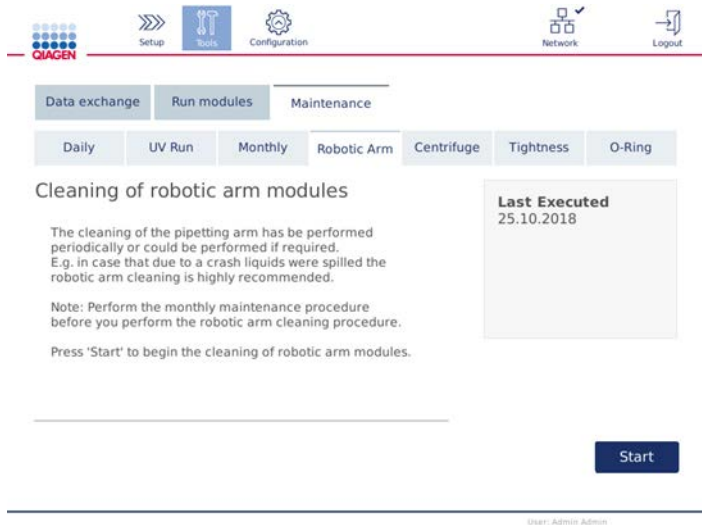 QIAGEN
Setup
Tools
Configuration
Network
Logout
Data exchange
Run modules
Maintenance
Daily
UV Run
Monthly
Robotic Arm
Centrifuge
Tightness
O-Ring
Cleaning of robotic arm modules
The cleaning of the pipetting arm has be performed
periodically or could be performed if required.
E.g. in case that due to a crash liquids were spilled the
robotic arm cleaning is highly recommended.
Note: Perform the monthly maintenance procedure
before you perform the robotic arm cleaning procedure.
Press 'Start' to begin the cleaning of robotic arm modules.
Last Executed
25.10.2018
Start
User: Admin Admin